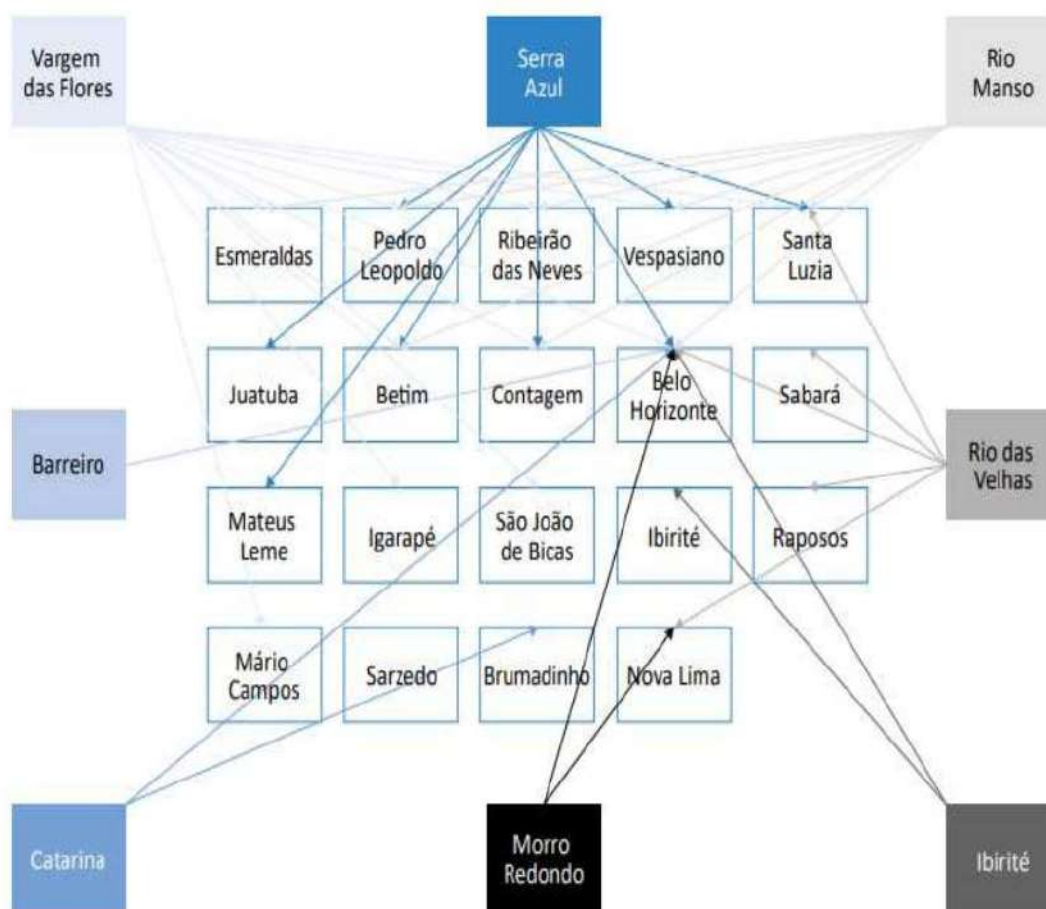 Vargem
das Flores
Serra
Azul
Rio
Manso
Esmeraldas
Pedro
Leopoldo
Ribeirão
das Neves
Vespasiano
Santa
Luzia
Juatuba
Betim
Contagem
Belo
Horizonte
Sabará
Barreiro
Rio das
Velhas
Mateus
Leme
Igarapé
São João
de Bicas
Ibirité
Raposos
Mário
Campos
Sarzedo
Brumadinho
Nova Lima
Catarina
Morro
Redondo
Ibirité